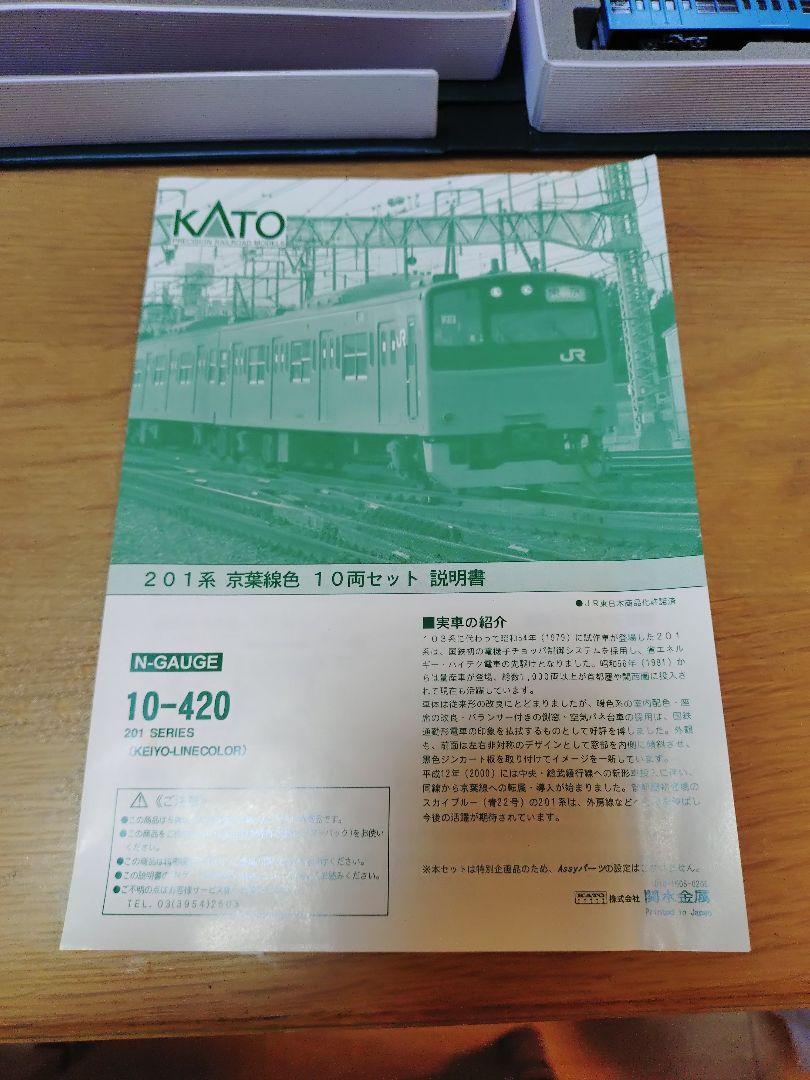 KATO
PRECISION RAILROAD MODELS
JR
JR
201系 京葉線色 10両セット 説明書
●JR東日本商品化許諾済
N-GAUGE
10-420
201 SERIES
(KEIYO-LINECOLOR)
■実車の紹介
103系に代わって昭和54年(1979)に試作車が登場した201
系は、国鉄初の電機子チョッパ制御システムを採用し、省エネル
ギー・ハイテク電車の先駆けとなりました。昭和56年(1981)か
らは量産車が登場、総数1,000両以上が首都圏や関西圏に投入さ
れて現在も活躍しています。
車体は従来形の改良にとどまりましたが、暖色系の室内配色・座
席の改良・バランサー付きの側窓・空気バネ台車の採用は、国鉄
通勤形電車の印象を払拭するものとして好評を博しました。外観
も、前面は左右非対称のデザインとして窓部を内側に傾斜させ、
黒色ジンカート板を取り付けてイメージを一新しています。
平成12年(2000)には中央・総武緩行線への新形車投入に伴い、
同線から京葉線への転属・導入が始まりました。
スカイブルー(青22号)の201系は、外房線など
今後の活躍が期待されています。
※本セットは特別企画品のため、Assyパーツの設定はございません。
《ご注意》
●この商品は
●この商品をご
●この商品は精密
●この説明書の
●ご不明の点はお客様サービス係
TEL.03(3954)2603
KATO 株式会社 関水金属
Printed in Japan